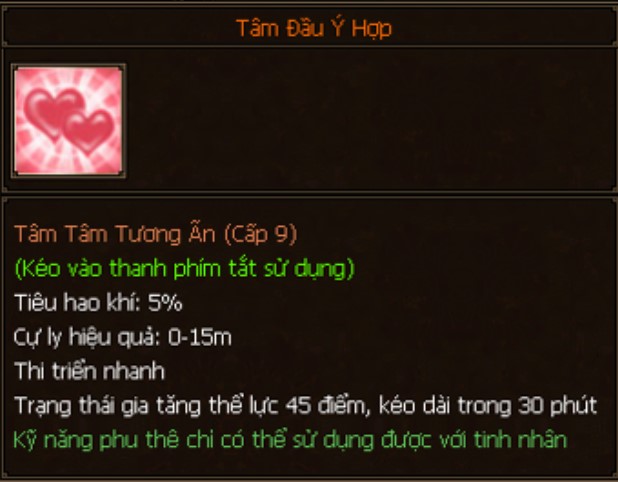 Tâm Đầu Ý Hợp
Tâm Tâm Tương Ấn (Cấp 9)
(Kéo vào thanh phím tắt sử dụng)
Tiêu hao khí: 5%
Cự ly hiệu quả: 0-15m
Thi triển nhanh
Trạng thái gia tăng thể lực 45 điểm, kéo dài trong 30 phút
Kỹ năng phu thê chỉ có thể sử dụng được với tình nhân